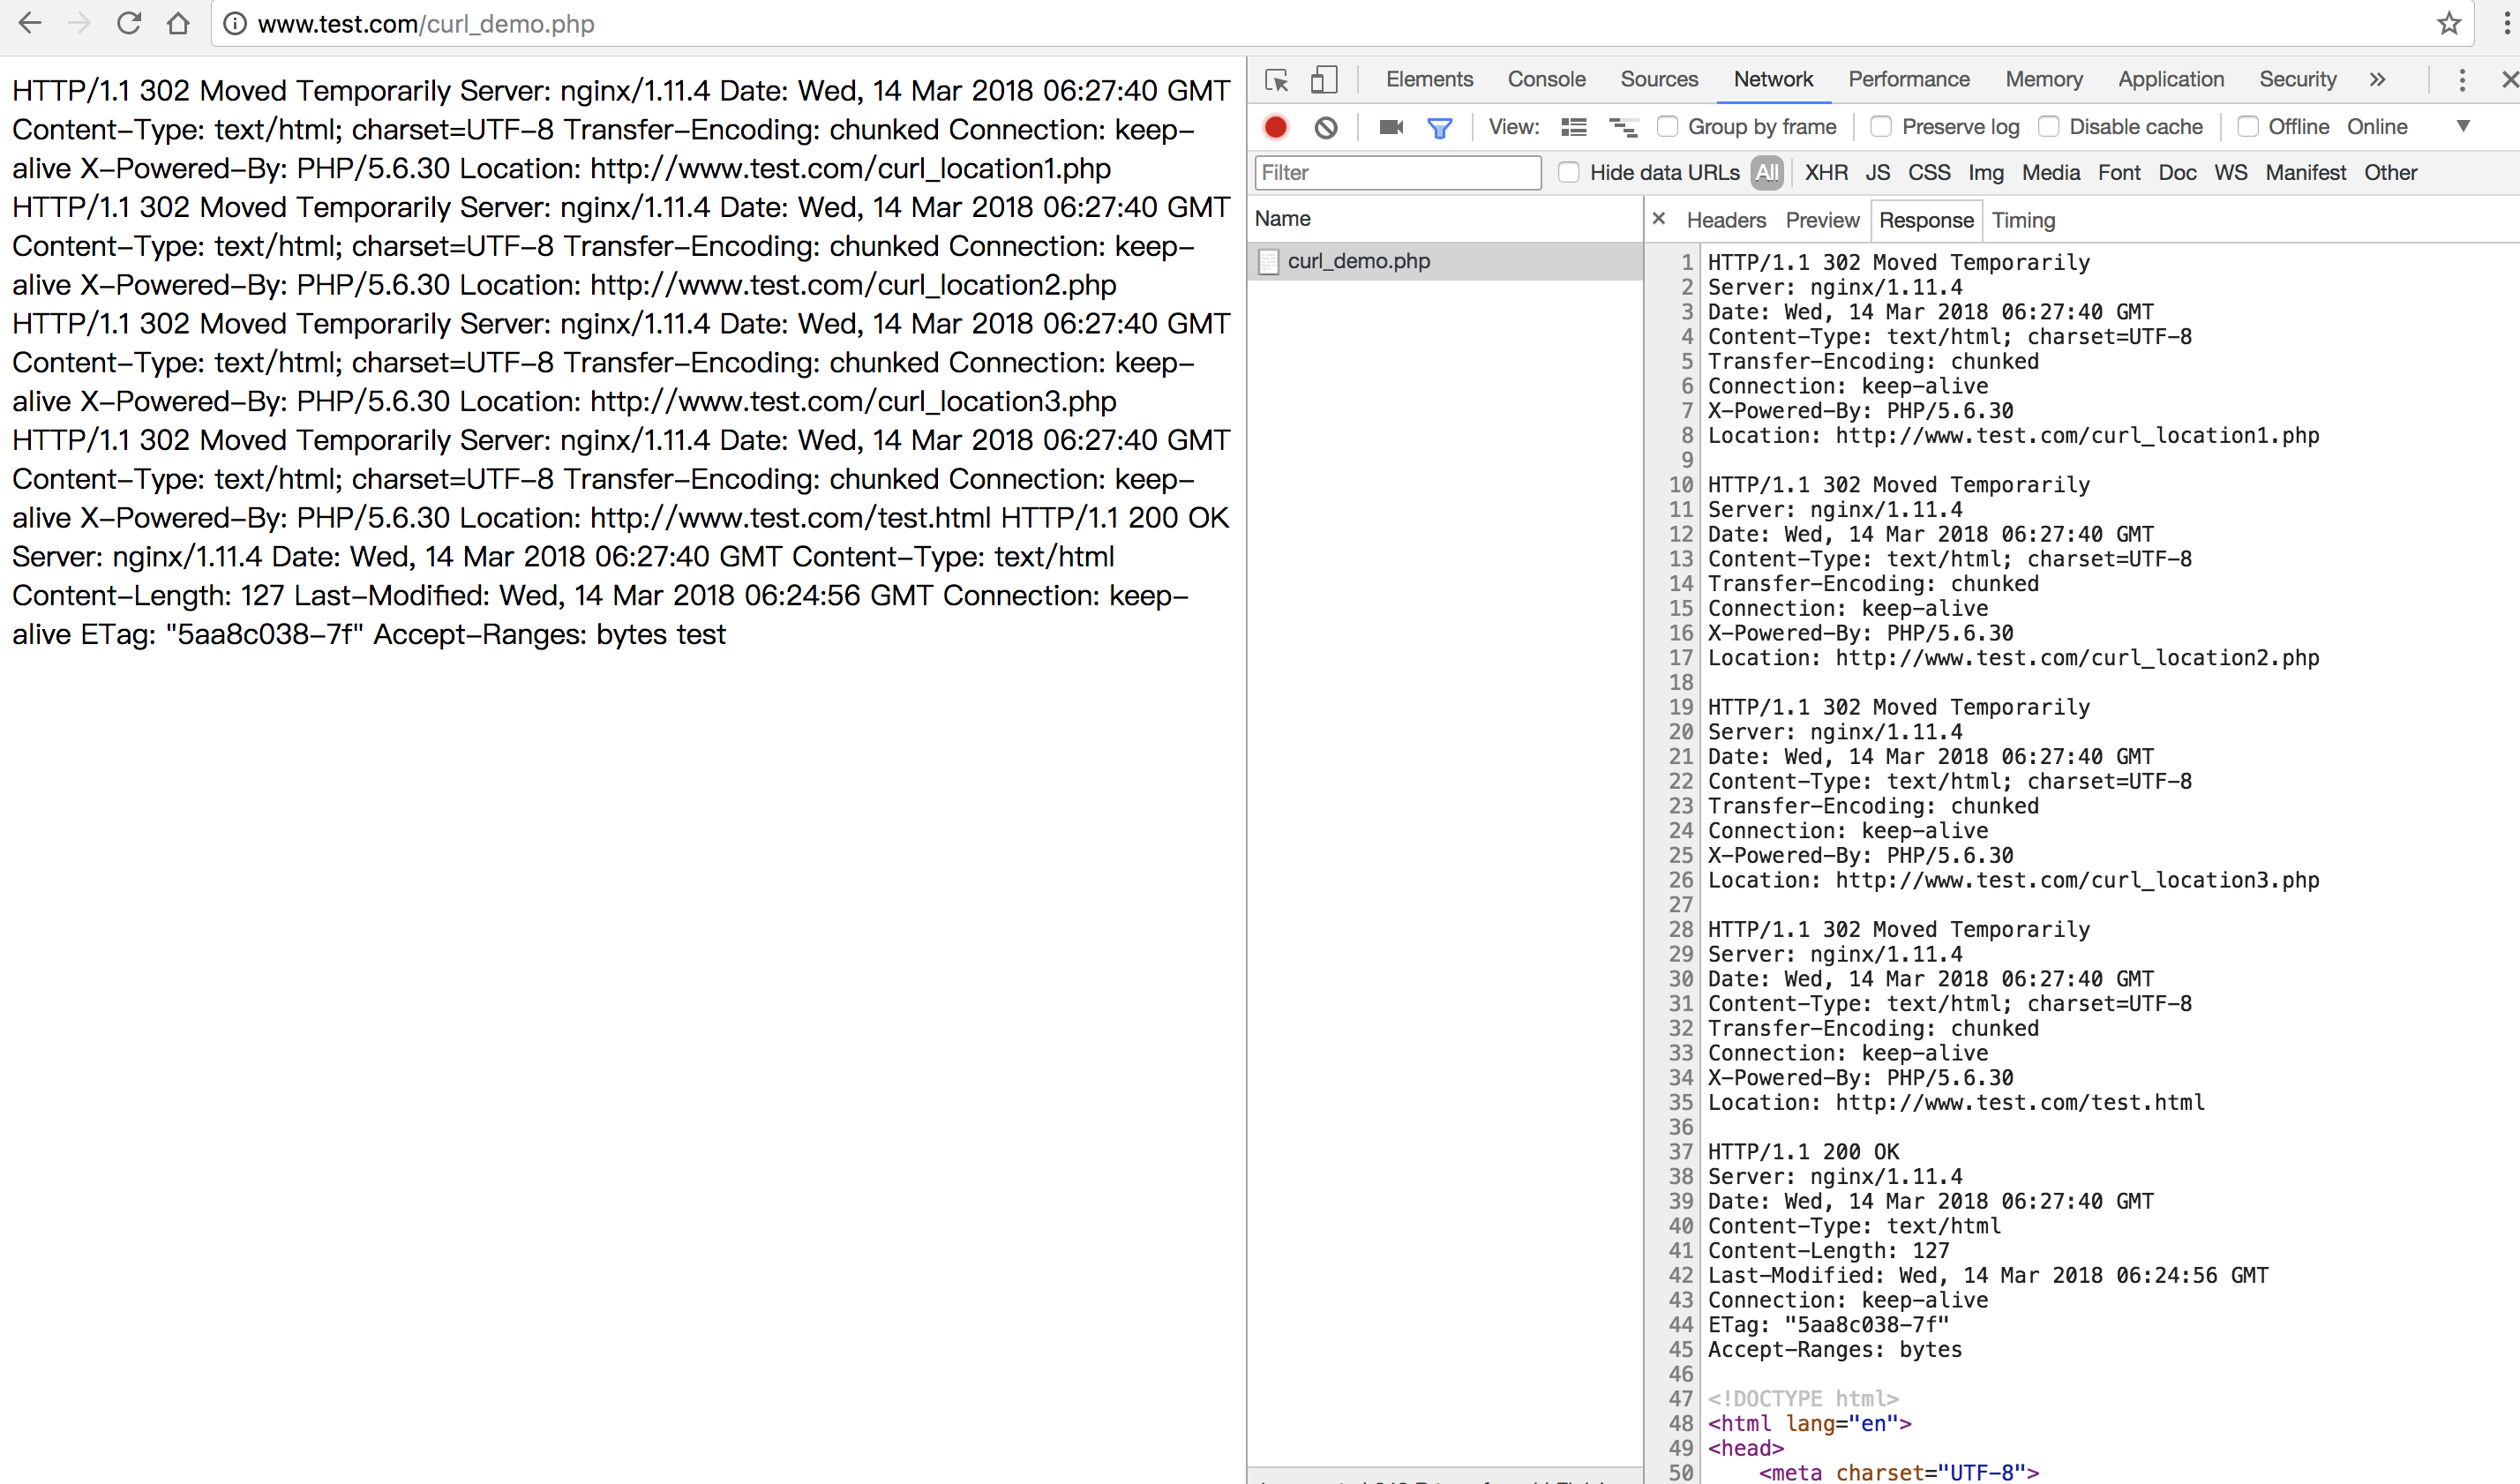 www.test.com/curl_demo.php
HTTP/1.1 302 Moved Temporarily Server: nginx/1.11.4 Date: Wed, 14 Mar 2018 06:27:40 GMT
Content-Type: text/html; charset=UTF-8 Transfer-Encoding: chunked Connection: keep-
alive X-Powered-By: PHP/5.6.30 Location: http://www.test.com/curl_location1.php
HTTP/1.1 302 Moved Temporarily Server: nginx/1.11.4 Date: Wed, 14 Mar 2018 06:27:40 GMT
Content-Type: text/html; charset=UTF-8 Transfer-Encoding: chunked Connection: keep-
alive X-Powered-By: PHP/5.6.30 Location: http://www.test.com/curl_location2.php
HTTP/1.1 302 Moved Temporarily Server: nginx/1.11.4 Date: Wed, 14 Mar 2018 06:27:40 GMT
Content-Type: text/html; charset=UTF-8 Transfer-Encoding: chunked Connection: keep-
alive X-Powered-By: PHP/5.6.30 Location: http://www.test.com/curl_location3.php
HTTP/1.1 302 Moved Temporarily Server: nginx/1.11.4 Date: Wed, 14 Mar 2018 06:27:40 GMT
Content-Type: text/html; charset=UTF-8 Transfer-Encoding: chunked Connection: keep-
alive X-Powered-By: PHP/5.6.30 Location: http://www.test.com/test.html HTTP/1.1 200 OK
Server: nginx/1.11.4 Date: Wed, 14 Mar 2018 06:27:40 GMT Content-Type: text/html
Content-Length: 127 Last-Modified: Wed, 14 Mar 2018 06:24:56 GMT Connection: keep-
alive ETag: "5aa8c038-7f" Accept-Ranges: bytes test
Elements Console Sources Network Performance Memory Application Security »
View: Group by frame Preserve log Disable cache Offline Online
Filter Hide data URLs All XHR JS CSS Img Media Font Doc WS Manifest Other
Name
curl_demo.php
× Headers Preview Response Timing
1 HTTP/1.1 302 Moved Temporarily
2 Server: nginx/1.11.4
3 Date: Wed, 14 Mar 2018 06:27:40 GMT
4 Content-Type: text/html; charset=UTF-8
5 Transfer-Encoding: chunked
6 Connection: keep-alive
7 X-Powered-By: PHP/5.6.30
8 Location: http://www.test.com/curl_location1.php
9
10 HTTP/1.1 302 Moved Temporarily
11 Server: nginx/1.11.4
12 Date: Wed, 14 Mar 2018 06:27:40 GMT
13 Content-Type: text/html; charset=UTF-8
14 Transfer-Encoding: chunked
15 Connection: keep-alive
16 X-Powered-By: PHP/5.6.30
17 Location: http://www.test.com/curl_location2.php
18
19 HTTP/1.1 302 Moved Temporarily
20 Server: nginx/1.11.4
21 Date: Wed, 14 Mar 2018 06:27:40 GMT
22 Content-Type: text/html; charset=UTF-8
23 Transfer-Encoding: chunked
24 Connection: keep-alive
25 X-Powered-By: PHP/5.6.30
26 Location: http://www.test.com/curl_location3.php
27
28 HTTP/1.1 302 Moved Temporarily
29 Server: nginx/1.11.4
30 Date: Wed, 14 Mar 2018 06:27:40 GMT
31 Content-Type: text/html; charset=UTF-8
32 Transfer-Encoding: chunked
33 Connection: keep-alive
34 X-Powered-By: PHP/5.6.30
35 Location: http://www.test.com/test.html
36
37 HTTP/1.1 200 OK
38 Server: nginx/1.11.4
39 Date: Wed, 14 Mar 2018 06:27:40 GMT
40 Content-Type: text/html
41 Content-Length: 127
42 Last-Modified: Wed, 14 Mar 2018 06:24:56 GMT
43 Connection: keep-alive
44 ETag: "5aa8c038-7f"
45 Accept-Ranges: bytes
46
47 <!DOCTYPE html>
48 <html lang="en">
49 <head>
50 <meta charset="UTF-8">